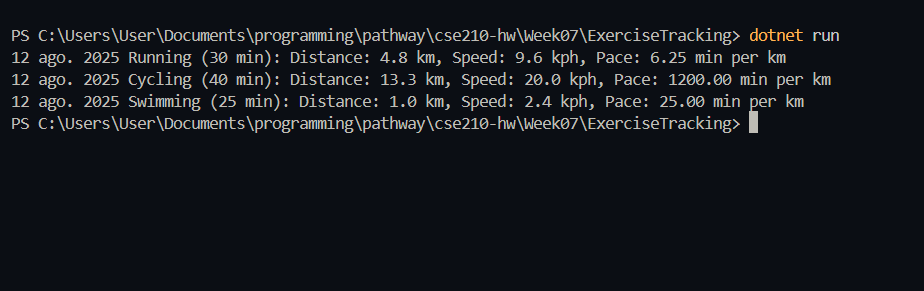 PS C:\Users\User\Documents\programming\pathway\cse210-hw\Week07\ExerciseTracking> dotnet run
12 ago. 2025 Running (30 min): Distance: 4.8 km, Speed: 9.6 kph, Pace: 6.25 min per km
12 ago. 2025 Cycling (40 min): Distance: 13.3 km, Speed: 20.0 kph, Pace: 1200.00 min per km
12 ago. 2025 Swimming (25 min): Distance: 1.0 km, Speed: 2.4 kph, Pace: 25.00 min per km
PS C:\Users\User\Documents\programming\pathway\cse210-hw\Week07\ExerciseTracking>